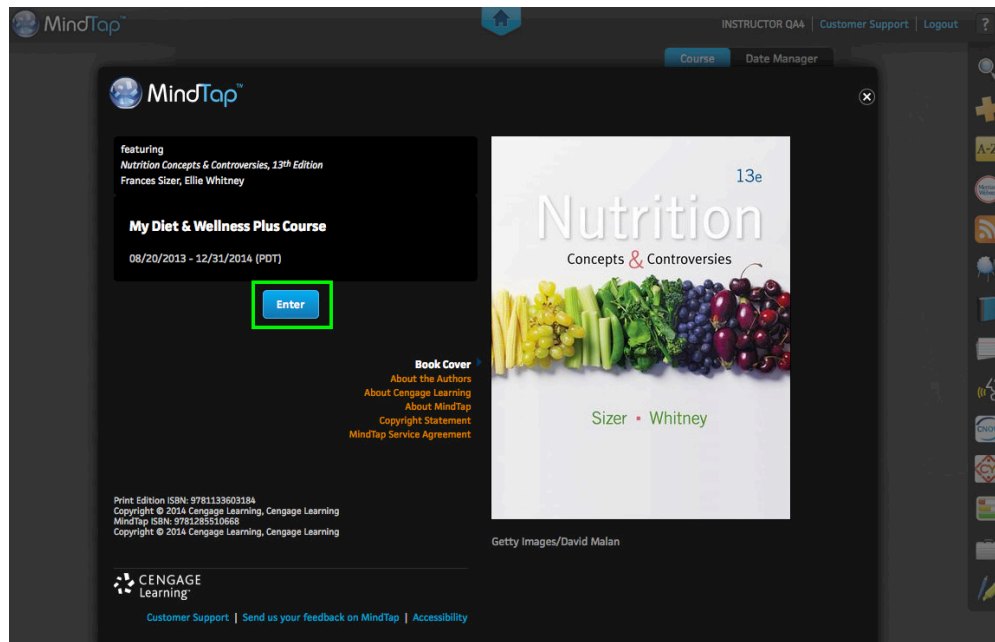 MindTap™
INSTRUCTOR QA4 | Customer Support | Logout ?
Course Date Manager
MindTap™
featuring
Nutrition Concepts & Controversies, 13th Edition
Frances Sizer, Ellie Whitney
My Diet & Wellness Plus Course
08/20/2013 - 12/31/2014 (PDT)
Enter
Book Cover
About the Authors
About Cengage Learning
About MindTap
Copyright Statement
MindTap Service Agreement
Print Edition ISBN: 9781133603184
Copyright © 2014 Cengage Learning, Cengage Learning
MindTap ISBN: 9781285510668
Copyright © 2014 Cengage Learning, Cengage Learning
CENGAGE
Learning™
Customer Support | Send us your feedback on MindTap | Accessibility
13e
Nutrition
Concepts & Controversies
Sizer • Whitney
Getty Images/David Malan
A-Z
CNOW